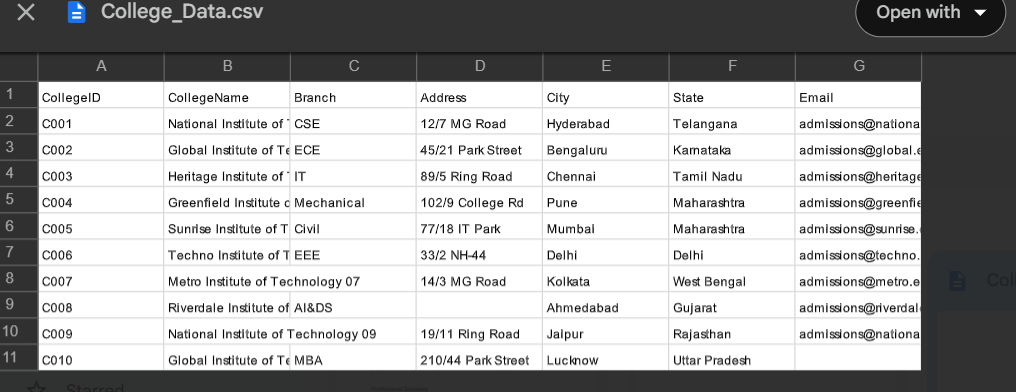 College_Data.csv
Open with
A B C D E F G
1 CollegeID CollegeName Branch Address City State Email
2 C001 National Institute of CSE 12/7 MG Road Hyderabad Telangana admissions@nationa
3 C002 Global Institute of Te ECE 45/21 Park Street Bengaluru Karnataka admissions@global.e
4 C003 Heritage Institute of IT 89/5 Ring Road Chennai Tamil Nadu admissions@heritage
5 C004 Greenfield Institute o Mechanical 102/9 College Rd Pune Maharashtra admissions@greenfie
6 C005 Sunrise Institute of T Civil 77/18 IT Park Mumbai Maharashtra admissions@sunrise.
7 C006 Techno Institute of T EEE 33/2 NH-44 Delhi Delhi admissions@techno.
8 C007 Metro Institute of Technology 07 14/3 MG Road Kolkata West Bengal admissions@metro.e
9 C008 Riverdale Institute of AI&DS Ahmedabad Gujarat admissions@riverdal
10 C009 National Institute of Technology 09 19/11 Ring Road Jaipur Rajasthan admissions@nationa
11 C010 Global Institute of Te MBA 210/44 Park Street Lucknow Uttar Pradesh
Col
Starred